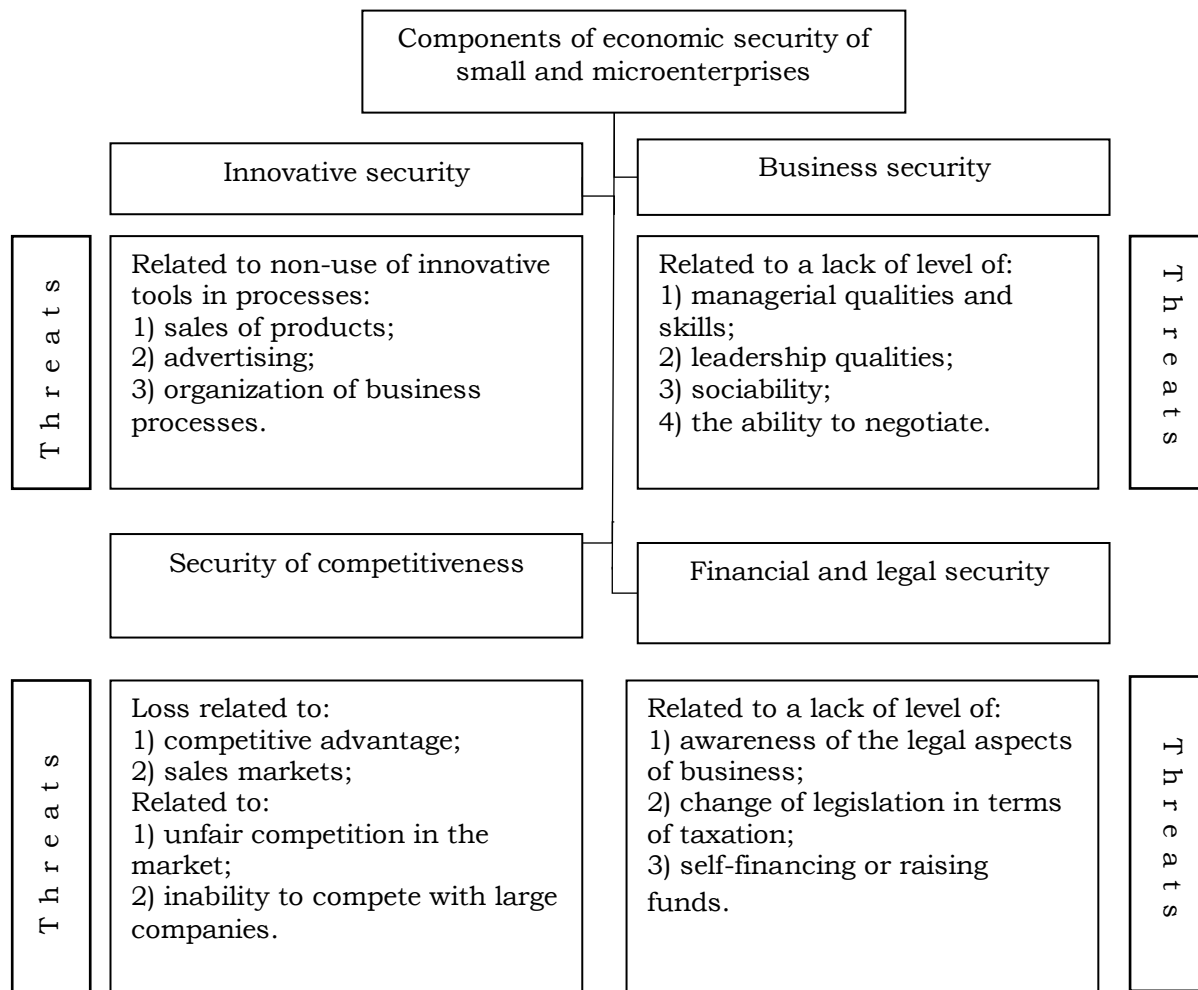 Components of economic security of
small and microenterprises
Innovative security
Business security
Threats
Related to non-use of innovative
tools in processes:
1) sales of products;
2) advertising;
3) organization of business
processes.
Related to a lack of level of:
1) managerial qualities and
skills;
2) leadership qualities;
3) sociability;
4) the ability to negotiate.
Threats
Security of competitiveness
Financial and legal security
Threats
Loss related to:
1) competitive advantage;
2) sales markets;
Related to:
1) unfair competition in the
market;
2) inability to compete with large
companies.
Related to a lack of level of:
1) awareness of the legal aspects
of business;
2) change of legislation in terms
of taxation;
3) self-financing or raising
funds.
Threats